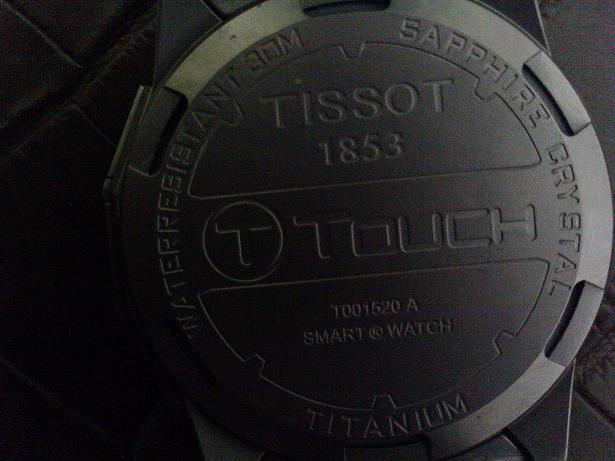 WATERRESISTANT 30M
SAPPHIRE CRYSTAL
TISSOT
1853
T TOUCH
T001520 A
SMART ® WATCH
TITANIUM